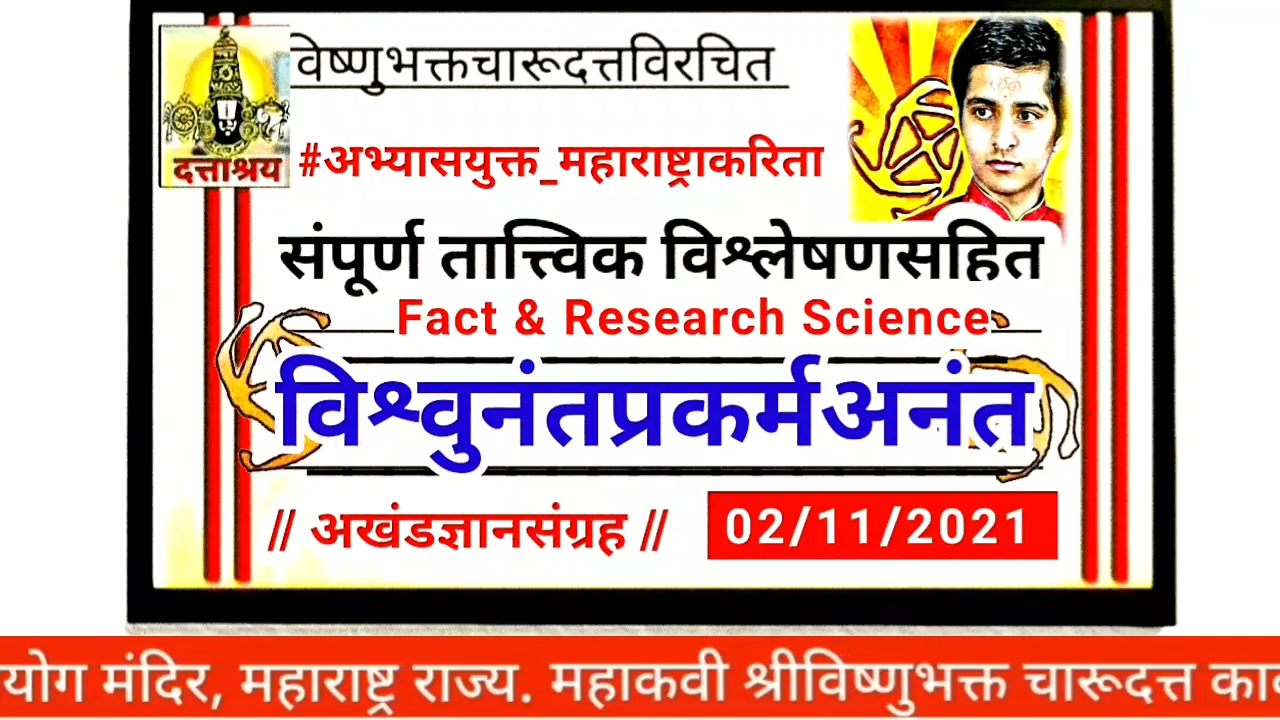 विष्णुभक्तचारूदत्तविरचित
दत्ताश्रय
#अभ्यासयुक्त_महाराष्ट्राकरिता
संपूर्ण तात्त्विक विश्लेषणसहित
Fact & Research Science
विश्वुनंतप्रकर्मअनंत
// अखंडज्ञानसंग्रह //
02/11/2021
योग मंदिर, महाराष्ट्र राज्य. महाकवी श्रीविष्णुभक्त चारूदत्त